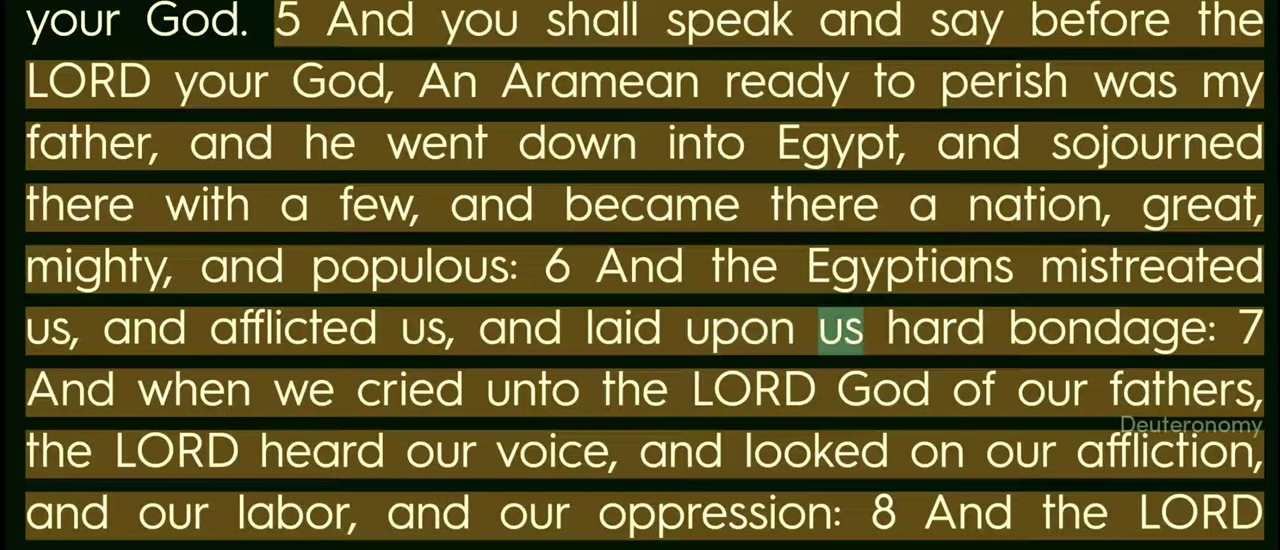 your God. 5 And you shall speak and say before the
LORD your God, An Aramean ready to perish was my
father, and he went down into Egypt, and sojourned
there with a few, and became there a nation, great,
mighty, and populous: 6 And the Egyptians mistreated
us, and afflicted us, and laid upon us hard bondage: 7
And when we cried unto the LORD God of our fathers,
Deuteronomy
the LORD heard our voice, and looked on our affliction,
and our labor, and our oppression: 8 And the LORD